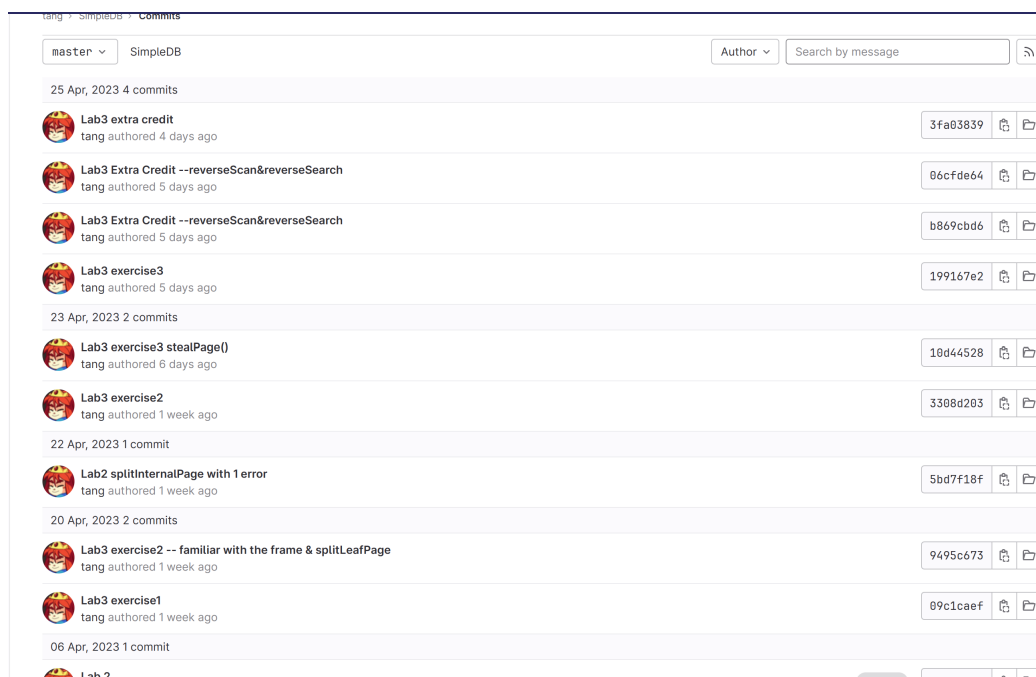 tang > SimpleDB > Commits
master SimpleDB Author Search by message
25 Apr, 2023 4 commits
Lab3 extra credit
3fa03839
tang authored 4 days ago
Lab3 Extra Credit --reverseScan&reverseSearch
06cfde64
tang authored 5 days ago
Lab3 Extra Credit --reverseScan&reverseSearch
b869cbd6
tang authored 5 days ago
Lab3 exercise3
199167e2
tang authored 5 days ago
23 Apr, 2023 2 commits
Lab3 exercise3 stealPage()
10d44528
tang authored 6 days ago
Lab3 exercise2
3308d203
tang authored 1 week ago
22 Apr, 2023 1 commit
Lab2 splitInternalPage with 1 error
5bd7f18f
tang authored 1 week ago
20 Apr, 2023 2 commits
Lab3 exercise2 -- familiar with the frame & splitLeafPage
9495c673
tang authored 1 week ago
Lab3 exercise1
09c1caef
tang authored 1 week ago
06 Apr, 2023 1 commit
Lab 2